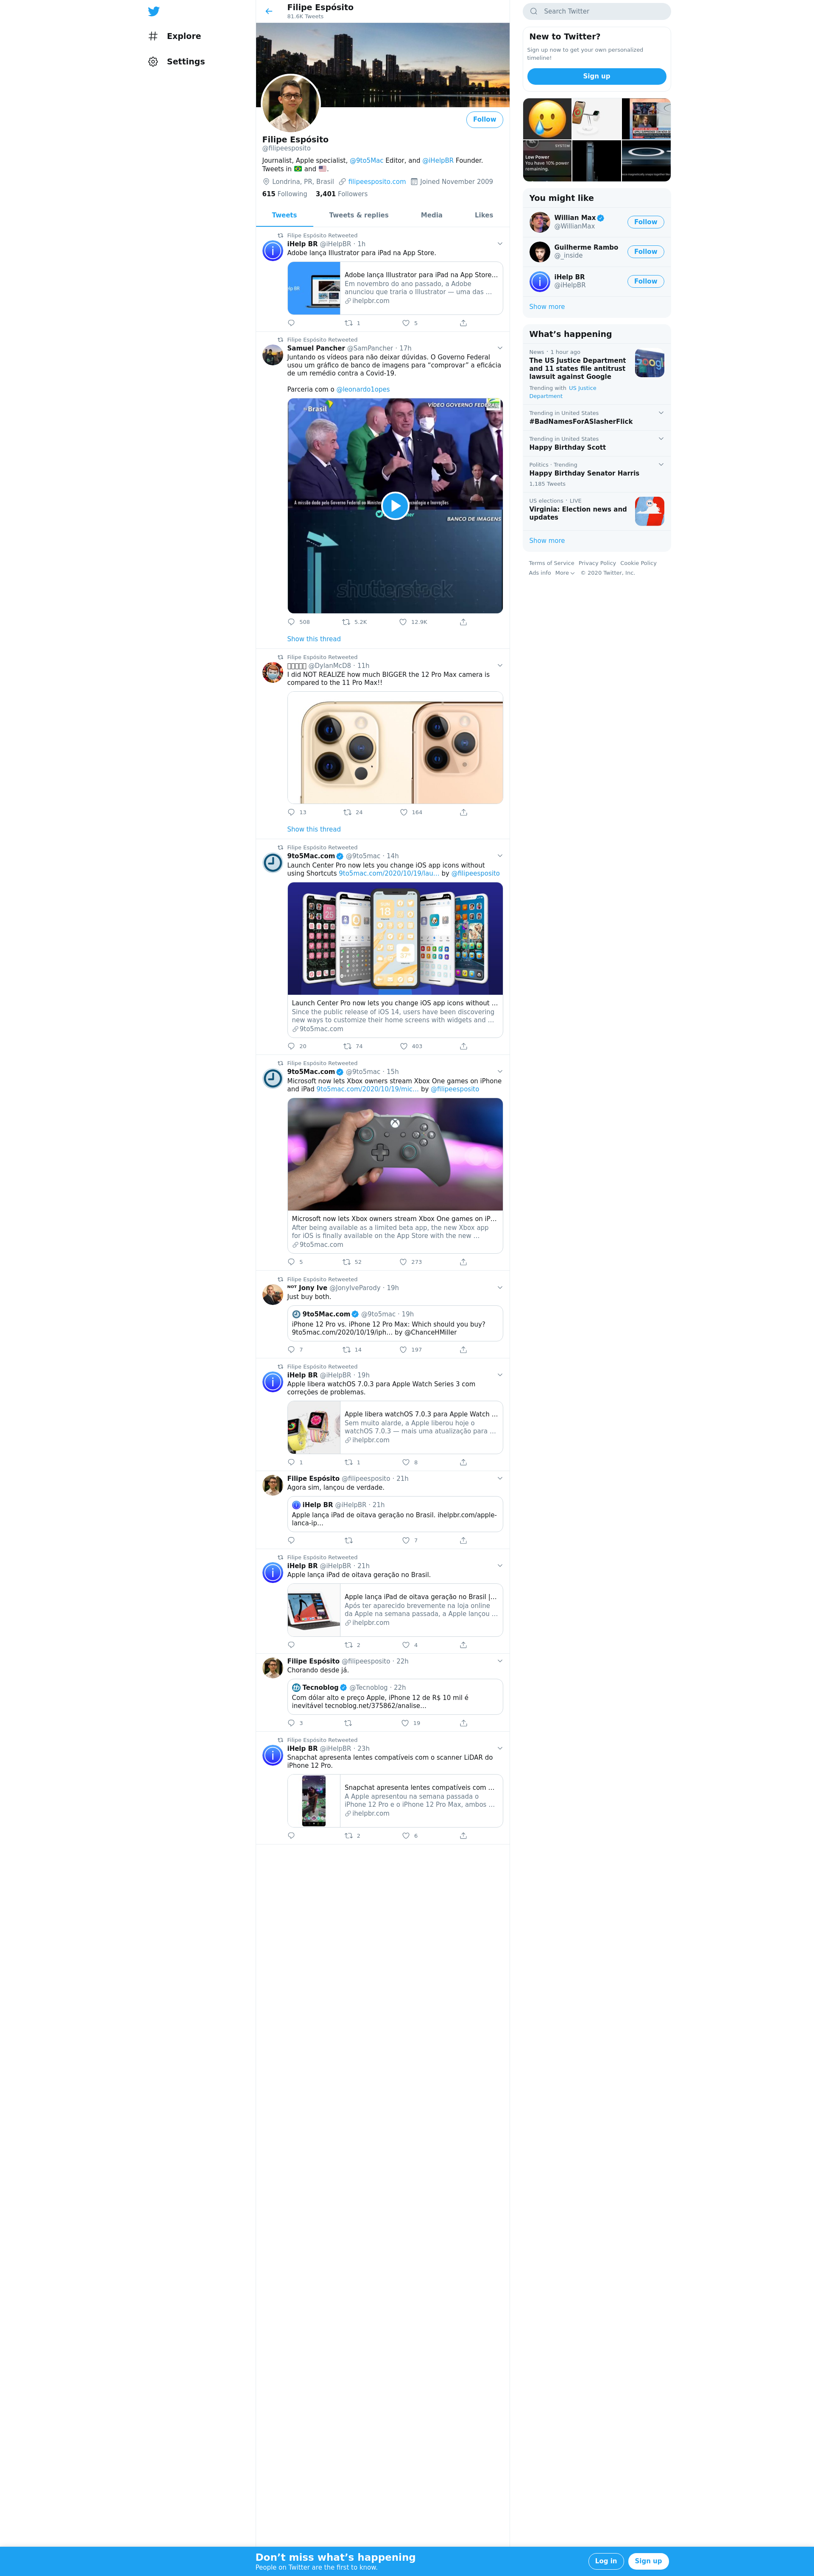 Explore
Settings
Filipe Espósito
81.6K Tweets
Follow
Filipe Espósito
@filipeesposito
Journalist, Apple specialist, @9to5Mac Editor, and @iHelpBR Founder.
Tweets in 🇧🇷 and 🇺🇸.
Londrina, PR, Brasil filipeesposito.com Joined November 2009
615 Following 3,401 Followers
Tweets Tweets & replies Media Likes
Filipe Espósito Retweeted
iHelp BR @iHelpBR · 1h
Adobe lança Illustrator para iPad na App Store.
Adobe lança Illustrator para iPad na App Store...
Em novembro do ano passado, a Adobe
anunciou que traria o Illustrator — uma das ...
ihelpbr.com
1 5
Filipe Espósito Retweeted
Samuel Pancher @SamPancher · 17h
Juntando os vídeos para não deixar dúvidas. O Governo Federal
usou um gráfico de banco de imagens para “comprovar” a eficácia
de um remédio contra a Covid-19.
Parceria com o @leonardo1opes
Brasil
VÍDEO GOVERNO FEDERAL
BANCO DE IMAGENS
shutterstock
508 5.2K 12.9K
Show this thread
Filipe Espósito Retweeted
@DylanMcD8 · 11h
I did NOT REALIZE how much BIGGER the 12 Pro Max camera is
compared to the 11 Pro Max!!
13 24 164
Show this thread
Filipe Espósito Retweeted
9to5Mac.com @9to5mac · 14h
Launch Center Pro now lets you change iOS app icons without
using Shortcuts 9to5mac.com/2020/10/19/lau... by @filipeesposito
Launch Center Pro now lets you change iOS app icons without ...
Since the public release of iOS 14, users have been discovering
new ways to customize their home screens with widgets and ...
9to5mac.com
20 74 403
Filipe Espósito Retweeted
9to5Mac.com @9to5mac · 15h
Microsoft now lets Xbox owners stream Xbox One games on iPhone
and iPad 9to5mac.com/2020/10/19/mic... by @filipeesposito
Microsoft now lets Xbox owners stream Xbox One games on iP...
After being available as a limited beta app, the new Xbox app
for iOS is finally available on the App Store with the new ...
9to5mac.com
5 52 273
Filipe Espósito Retweeted
ᴺᴼᵀ Jony Ive @JonyIveParody · 19h
Just buy both.
9to5Mac.com @9to5mac · 19h
iPhone 12 Pro vs. iPhone 12 Pro Max: Which should you buy?
9to5mac.com/2020/10/19/iph... by @ChanceHMiller
7 14 197
Filipe Espósito Retweeted
iHelp BR @iHelpBR · 19h
Apple libera watchOS 7.0.3 para Apple Watch Series 3 com
correções de problemas.
Apple libera watchOS 7.0.3 para Apple Watch ...
Sem muito alarde, a Apple liberou hoje o
watchOS 7.0.3 — mais uma atualização para ...
ihelpbr.com
1 1 8
Filipe Espósito @filipeesposito · 21h
Agora sim, lançou de verdade.
iHelp BR @iHelpBR · 21h
Apple lança iPad de oitava geração no Brasil. ihelpbr.com/apple-
lanca-ip...
7
Filipe Espósito Retweeted
iHelp BR @iHelpBR · 21h
Apple lança iPad de oitava geração no Brasil.
Apple lança iPad de oitava geração no Brasil |...
Após ter aparecido brevemente na loja online
da Apple na semana passada, a Apple lançou ...
ihelpbr.com
2 4
Filipe Espósito @filipeesposito · 22h
Chorando desde já.
Tecnoblog @Tecnoblog · 22h
Com dólar alto e preço Apple, iPhone 12 de R$ 10 mil é
inevitável tecnoblog.net/375862/analise...
3 19
Filipe Espósito Retweeted
iHelp BR @iHelpBR · 23h
Snapchat apresenta lentes compatíveis com o scanner LiDAR do
iPhone 12 Pro.
Snapchat apresenta lentes compatíveis com ...
A Apple apresentou na semana passada o
iPhone 12 Pro e o iPhone 12 Pro Max, ambos ...
ihelpbr.com
2 6
Search Twitter
New to Twitter?
Sign up now to get your own personalized
timeline!
Sign up
Low Power
You have 10% power
remaining.
You might like
Willian Max
@WillianMax
Follow
Guilherme Rambo
@_inside
Follow
iHelp BR
@iHelpBR
Follow
Show more
What’s happening
News · 1 hour ago
The US Justice Department
and 11 states file antitrust
lawsuit against Google
Trending with US Justice
Department
Trending in United States
#BadNamesForASlasherFlick
Trending in United States
Happy Birthday Scott
Politics · Trending
Happy Birthday Senator Harris
1,185 Tweets
US elections · LIVE
Virginia: Election news and
updates
Show more
Terms of Service Privacy Policy Cookie Policy
Ads info More © 2020 Twitter, Inc.
Don’t miss what’s happening
People on Twitter are the first to know.
Log in
Sign up